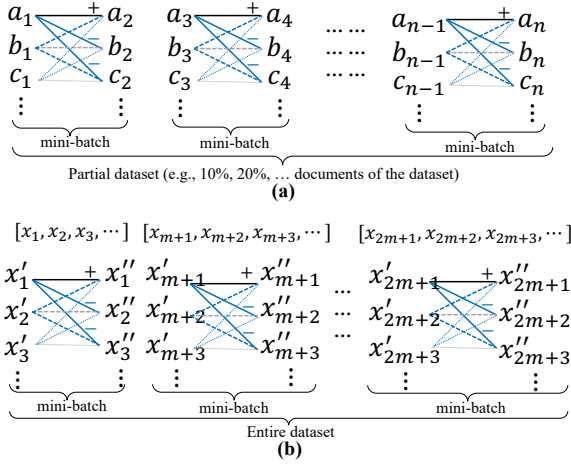 a₁ + a₂ a₃ + a₄ aₙ₋₁ + aₙ
b₁ − b₂ b₃ − b₄ ... ... bₙ₋₁ − bₙ
c₁ − c₂ c₃ − c₄ ... ... cₙ₋₁ − cₙ
⋮ ⋮ ⋮ ⋮ ⋮ ⋮
mini-batch mini-batch mini-batch
Partial dataset (e.g., 10%, 20%, … documents of the dataset)
(a)
[x₁, x₂, x₃, ⋯] [xₘ₊₁, xₘ₊₂, xₘ₊₃, ⋯] [x₂ₘ₊₁, x₂ₘ₊₂, x₂ₘ₊₃, ⋯]
x′₁ + x″₁ x′ₘ₊₁ + x″ₘ₊₁ x′₂ₘ₊₁ + x″₂ₘ₊₁
x′₂ − x″₂ x′ₘ₊₂ − x″ₘ₊₂ ... x′₂ₘ₊₂ − x″₂ₘ₊₂
x′₃ − x″₃ x′ₘ₊₃ − x″ₘ₊₃ ... x′₂ₘ₊₃ − x″₂ₘ₊₃
⋮ ⋮ ⋮ ⋮ ⋮ ⋮
mini-batch mini-batch mini-batch
Entire dataset
(b)